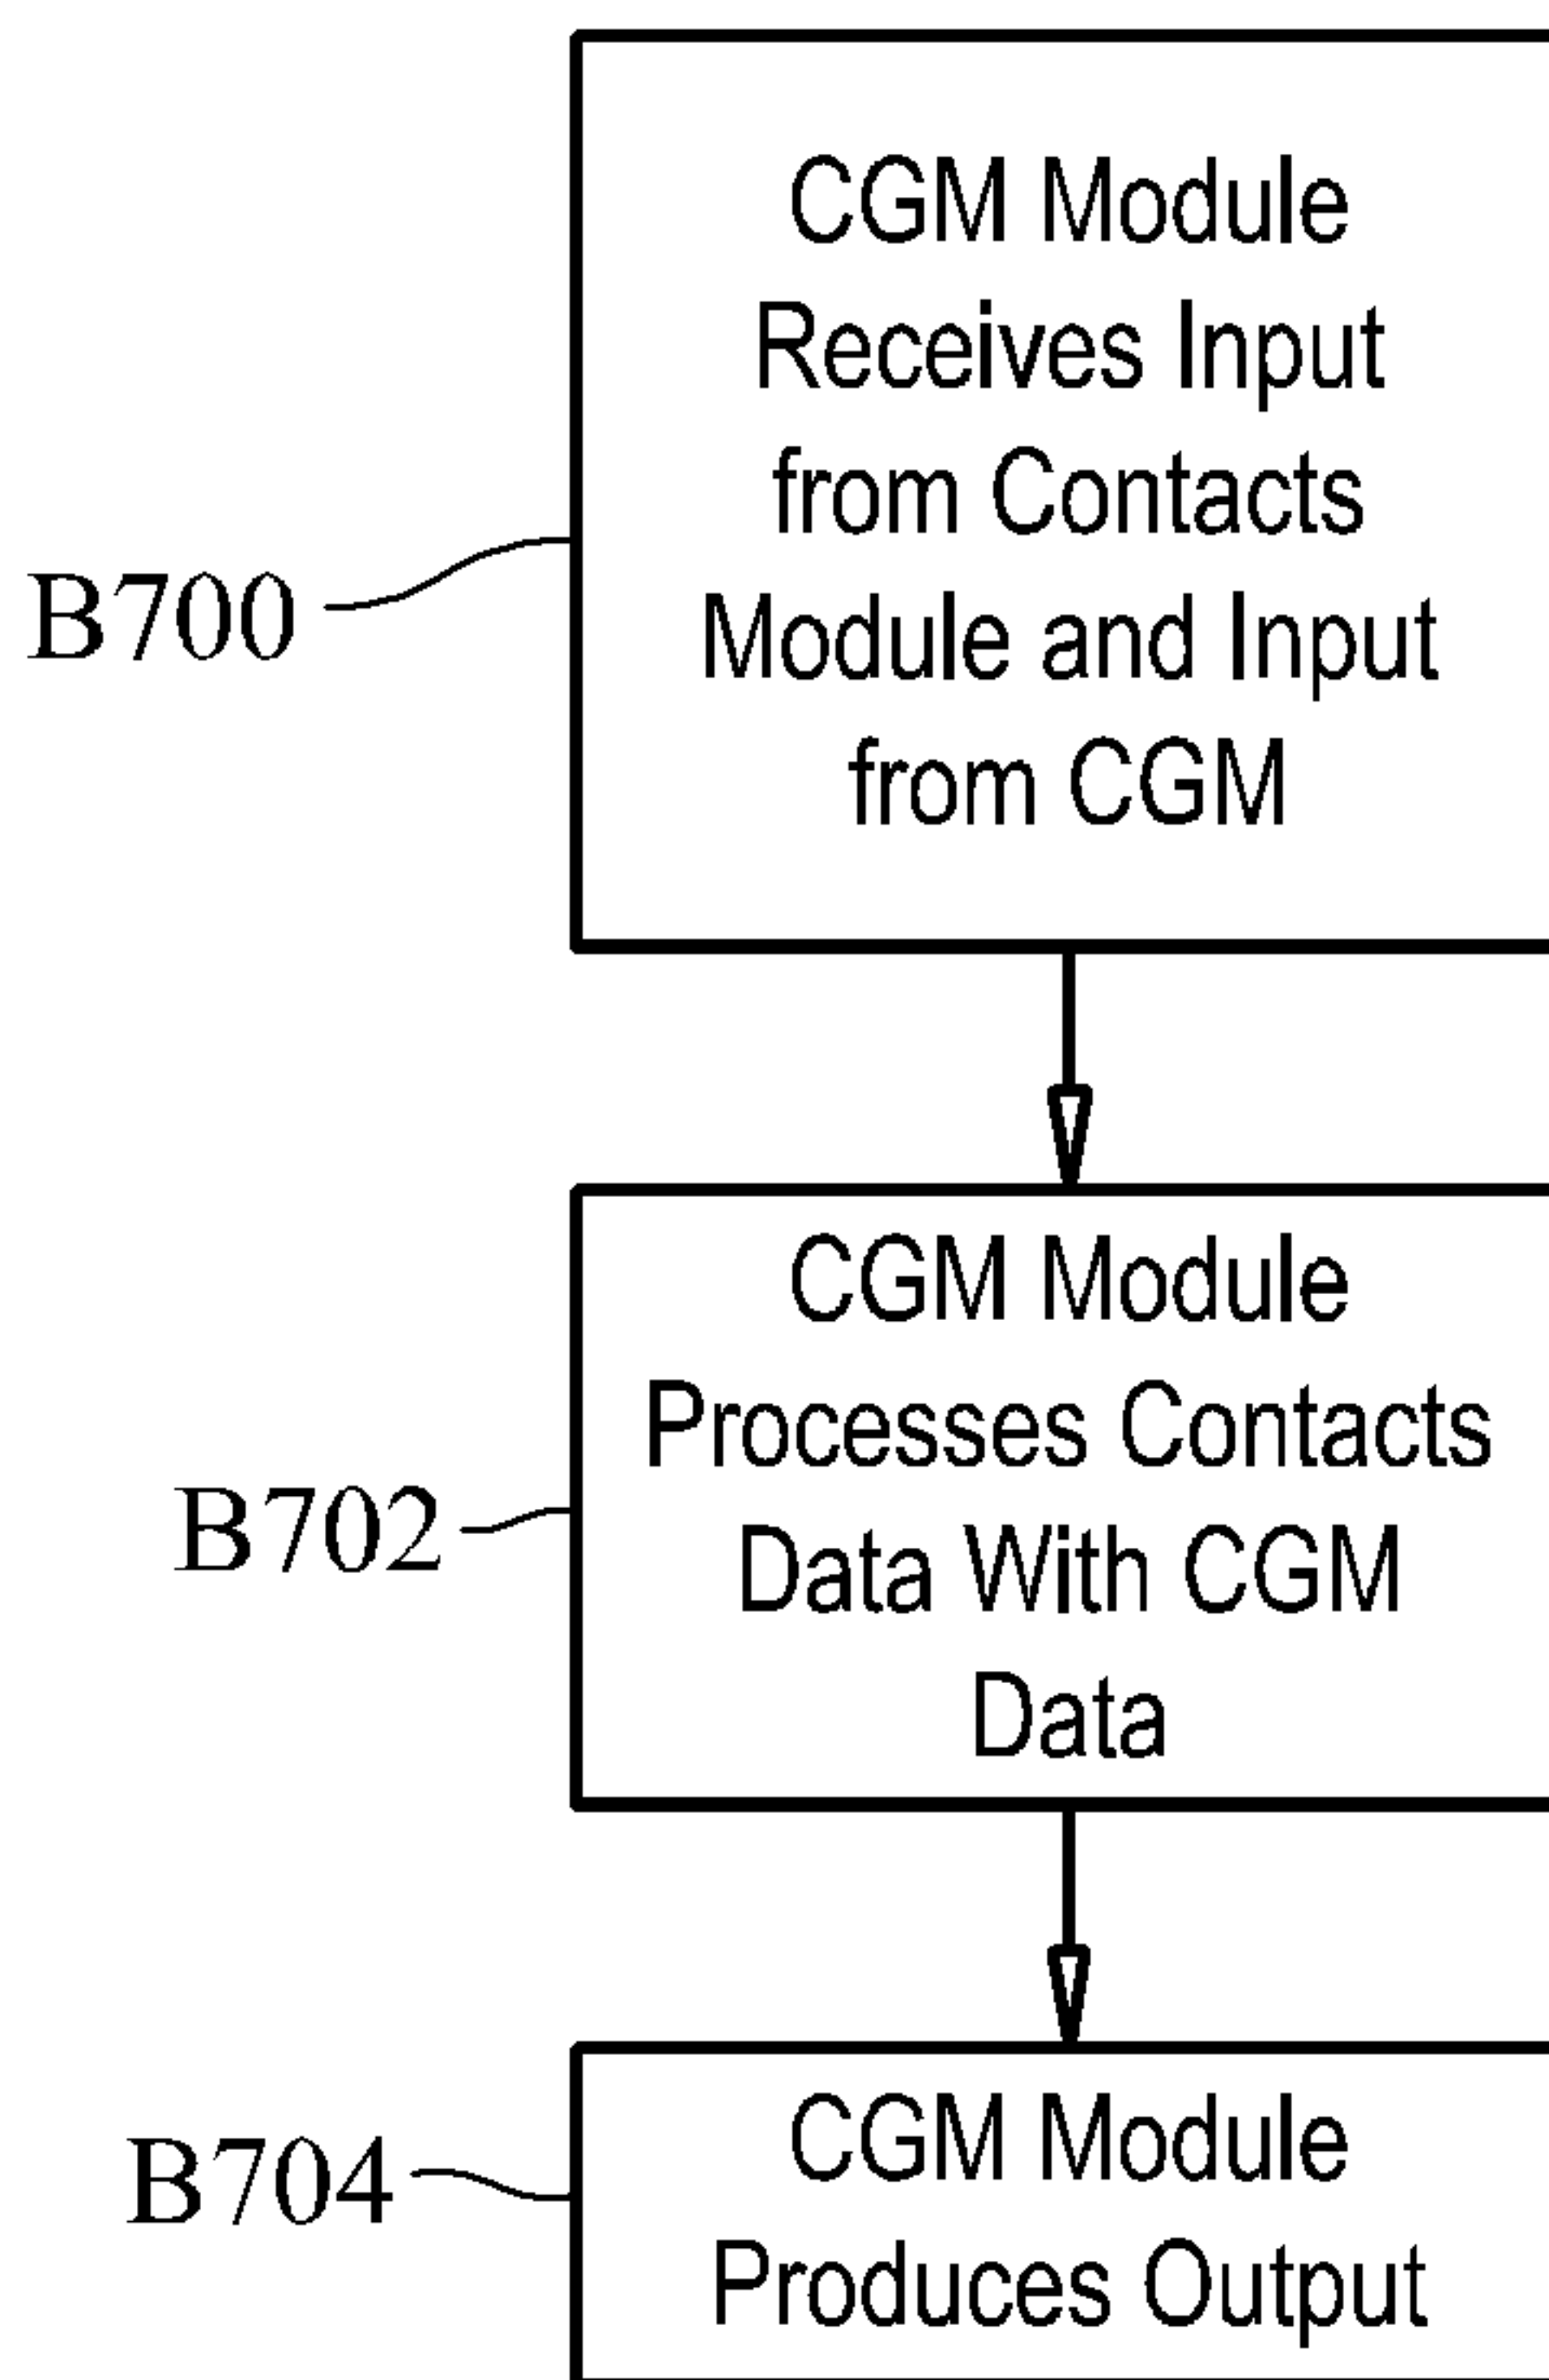 CGM Module
Receives Input
from Contacts
Module and Input
from CGM
B700
CGM Module
Processes Contacts
Data With CGM
Data
B702
CGM Module
Produces Output
B704